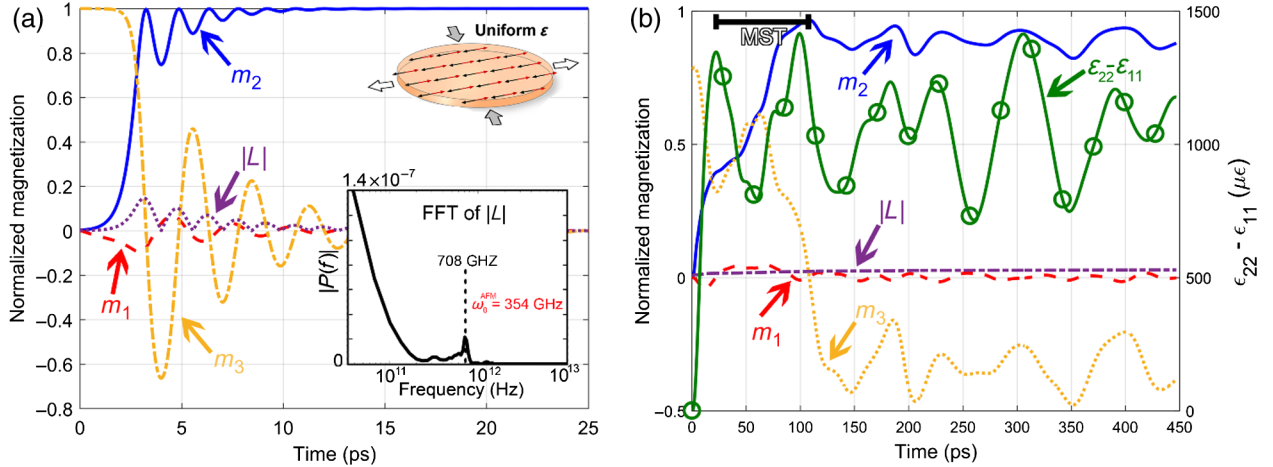 (a)
Normalized magnetization
1
0.8
0.6
0.4
0.2
0
−0.2
−0.4
−0.6
−0.8
0
5
10
15
20
25
Time (ps)
m2
|L|
m1
m3
Uniform ε
1.4×10⁻⁷
FFT of |L|
|P(f)|
708 GHZ
ω₀ᴬᶠᴹ = 354 GHz
0
10¹¹
10¹²
10¹³
Frequency (Hz)
(b)
Normalized magnetization
1
0.5
0
−0.5
0
50
100
150
200
250
300
350
400
450
Time (ps)
MST
m2
ε22-ε11
|L|
m1
m3
1500
1000
500
0
ϵ22 - ϵ11 (με)